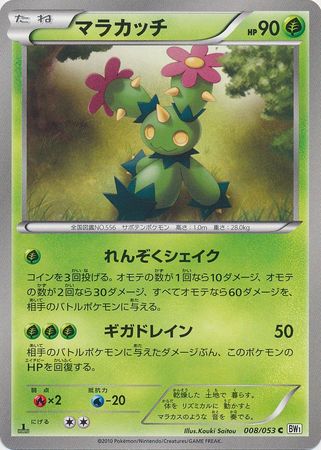 たね マラカッチ HP90
全国図鑑NO.556 サボテンポケモン 高さ：1.0m 重さ：28.0kg
れんぞくシェイク
コインを3回投げる。オモテの数が1回なら10ダメージ、オモテの
数が2回なら30ダメージ、すべてオモテなら60ダメージを、
相手のバトルポケモンに与える。
ギガドレイン 50
相手のバトルポケモンに与えたダメージぶん、このポケモンの
HPを回復する。
弱点 ×2 抵抗力 -20
にげる
乾燥した 土地で 暮らす。
体を リズミカルに 動かすと
マラカスのような 音を 奏でる。
Illus.Kouki Saitou 008/053 C BW1
©2010 Pokémon/Nintendo/Creatures/GAME FREAK.